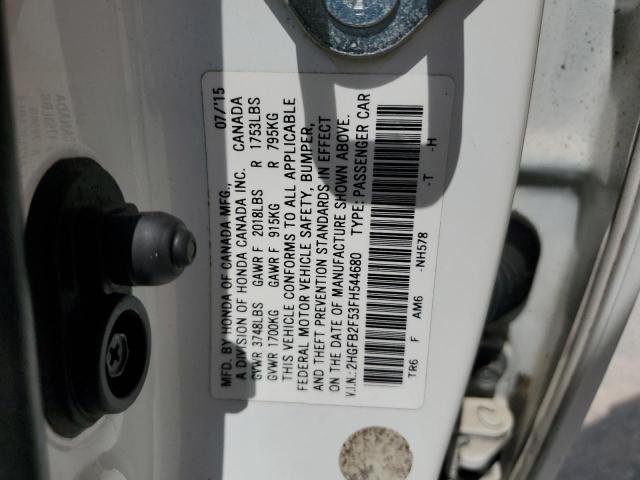 MFD. BY HONDA OF CANADA MFG., 07/'15
A DIVISION OF HONDA CANADA INC. CANADA
GVWR 3748LBS GAWR F 2018LBS R 1753LBS
GVWR 1700KG GAWR F 915KG R 795KG
THIS VEHICLE CONFORMS TO ALL APPLICABLE
FEDERAL MOTOR VEHICLE SAFETY, BUMPER,
AND THEFT PREVENTION STANDARDS IN EFFECT
ON THE DATE OF MANUFACTURE SHOWN ABOVE.
V.I.N.: 2HGFB2F53FH544680 TYPE: PASSENGER CAR
TR6 F AM6 -NH578 -T -H